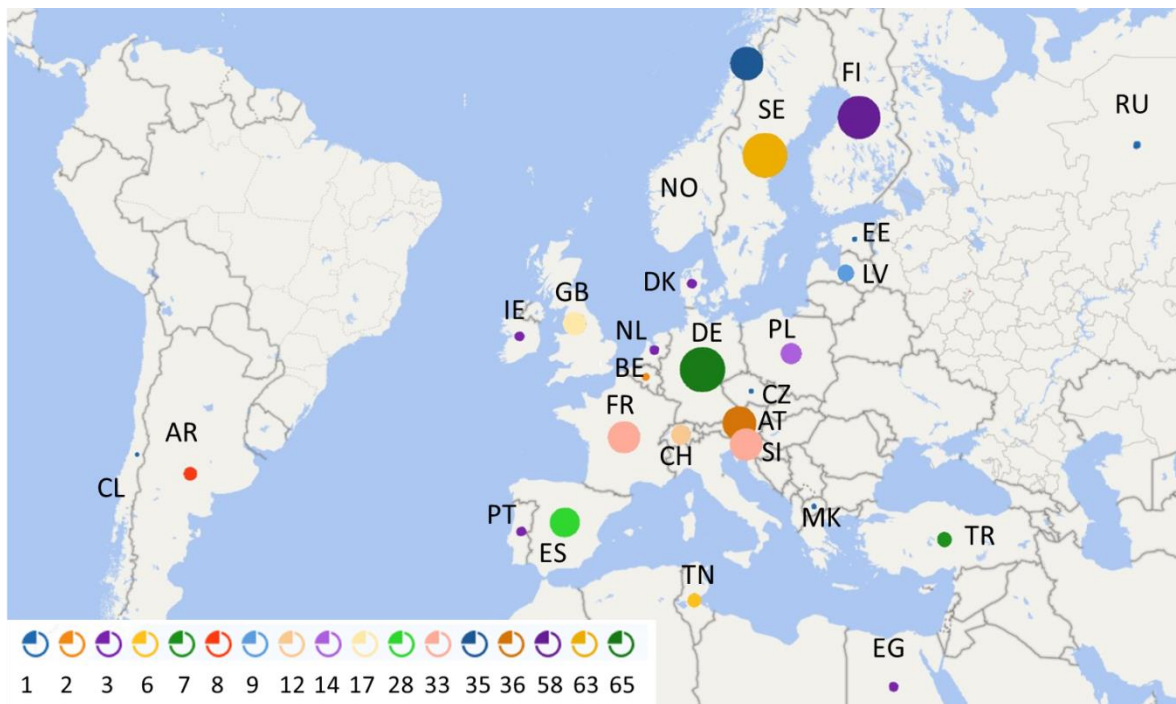 FI
RU
SE
NO
EE
LV
DK
GB
IE
NL
DE
PL
BE
CZ
FR
AT
AR
SI
CH
CL
PT
MK
ES
TR
TN
EG
1 2 3 6 7 8 9 12 14 17 28 33 35 36 58 63 65